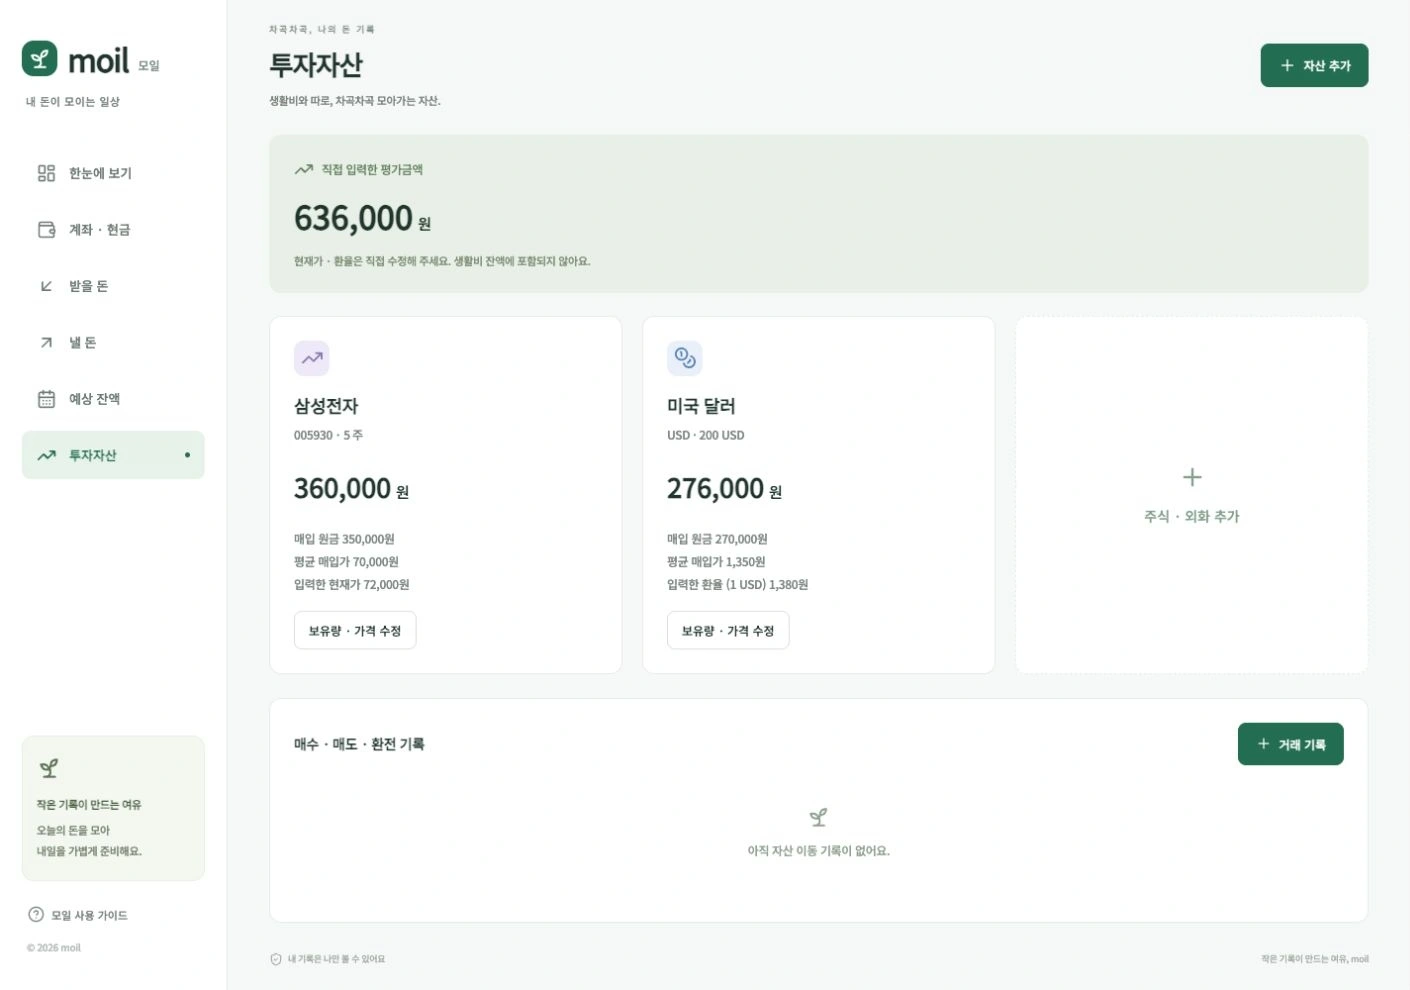 moil 모일
내 돈이 모이는 일상
한눈에 보기
계좌 · 현금
받을 돈
낼 돈
예상 잔액
투자자산
작은 기록이 만드는 여유
오늘의 돈을 모아
내일을 가볍게 준비해요.
모일 사용 가이드
© 2026 moil
차곡차곡, 나의 돈 기록
투자자산
생활비와 따로, 차곡차곡 모아가는 자산.
자산 추가
직접 입력한 평가금액
636,000 원
현재가 · 환율은 직접 수정해 주세요. 생활비 잔액에 포함되지 않아요.
삼성전자
005930 · 5 주
360,000 원
매입 원금 350,000원
평균 매입가 70,000원
입력한 현재가 72,000원
보유량 · 가격 수정
미국 달러
USD · 200 USD
276,000 원
매입 원금 270,000원
평균 매입가 1,350원
입력한 환율 (1 USD) 1,380원
보유량 · 가격 수정
주식 · 외화 추가
매수 · 매도 · 환전 기록
거래 기록
아직 자산 이동 기록이 없어요.
내 기록은 나만 볼 수 있어요
작은 기록이 만드는 여유, moil